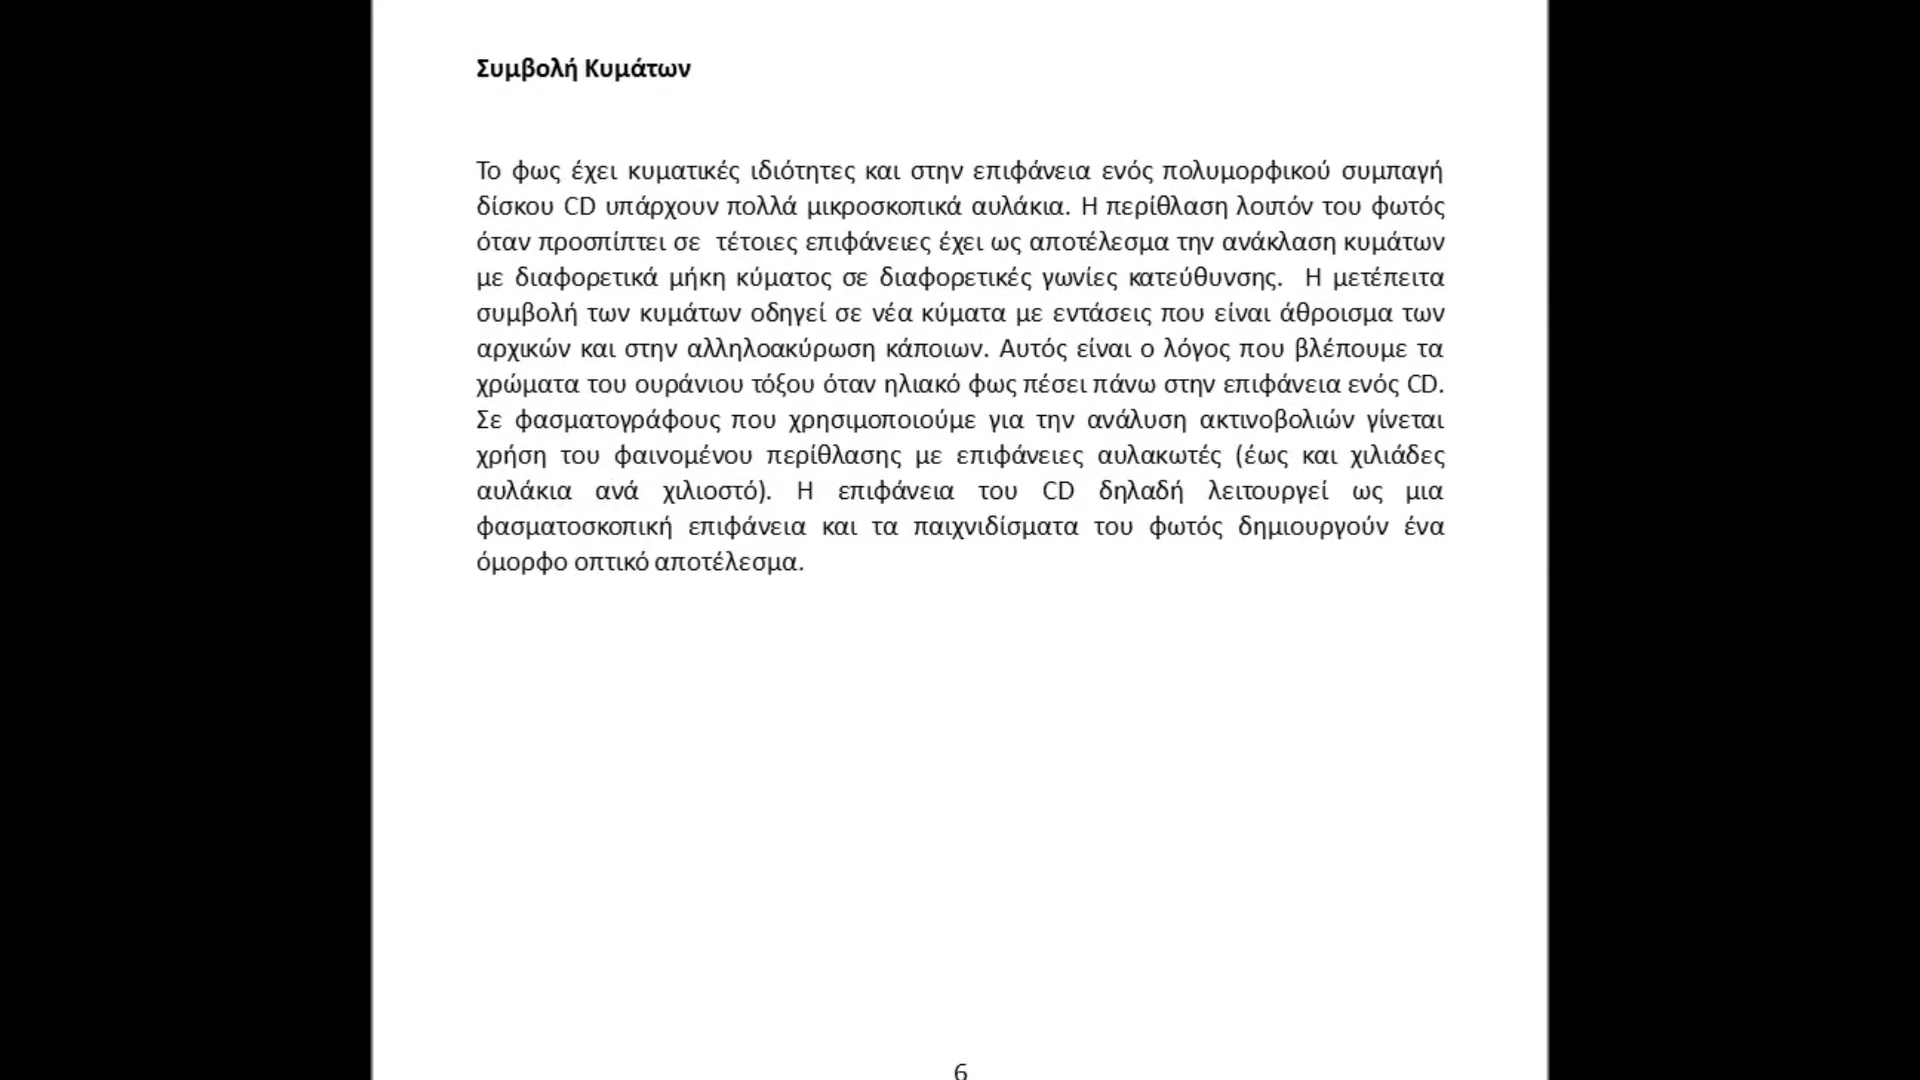 Συμβολή Κυμάτων
Το φως έχει κυματικές ιδιότητες και στην επιφάνεια ενός πολυμορφικού συμπαγή
δίσκου CD υπάρχουν πολλά μικροσκοπικά αυλάκια. Η περίθλαση λοιπόν του φωτός
όταν προσπίπτει σε  τέτοιες επιφάνειες έχει ως αποτέλεσμα την ανάκλαση κυμάτων
με διαφορετικά μήκη κύματος σε διαφορετικές γωνίες κατεύθυνσης.  Η μετέπειτα
συμβολή των κυμάτων οδηγεί σε νέα κύματα με εντάσεις που είναι άθροισμα των
αρχικών και στην αλληλοακύρωση κάποιων. Αυτός είναι ο λόγος που βλέπουμε τα
χρώματα του ουράνιου τόξου όταν ηλιακό φως πέσει πάνω στην επιφάνεια ενός CD.
Σε φασματογράφους που χρησιμοποιούμε για την ανάλυση ακτινοβολιών γίνεται
χρήση του φαινομένου περίθλασης με επιφάνειες αυλακωτές (έως και χιλιάδες
αυλάκια ανά χιλιοστό). Η επιφάνεια του CD δηλαδή λειτουργεί ως μια
φασματοσκοπική επιφάνεια και τα παιχνιδίσματα του φωτός δημιουργούν ένα
όμορφο οπτικό αποτέλεσμα.
6